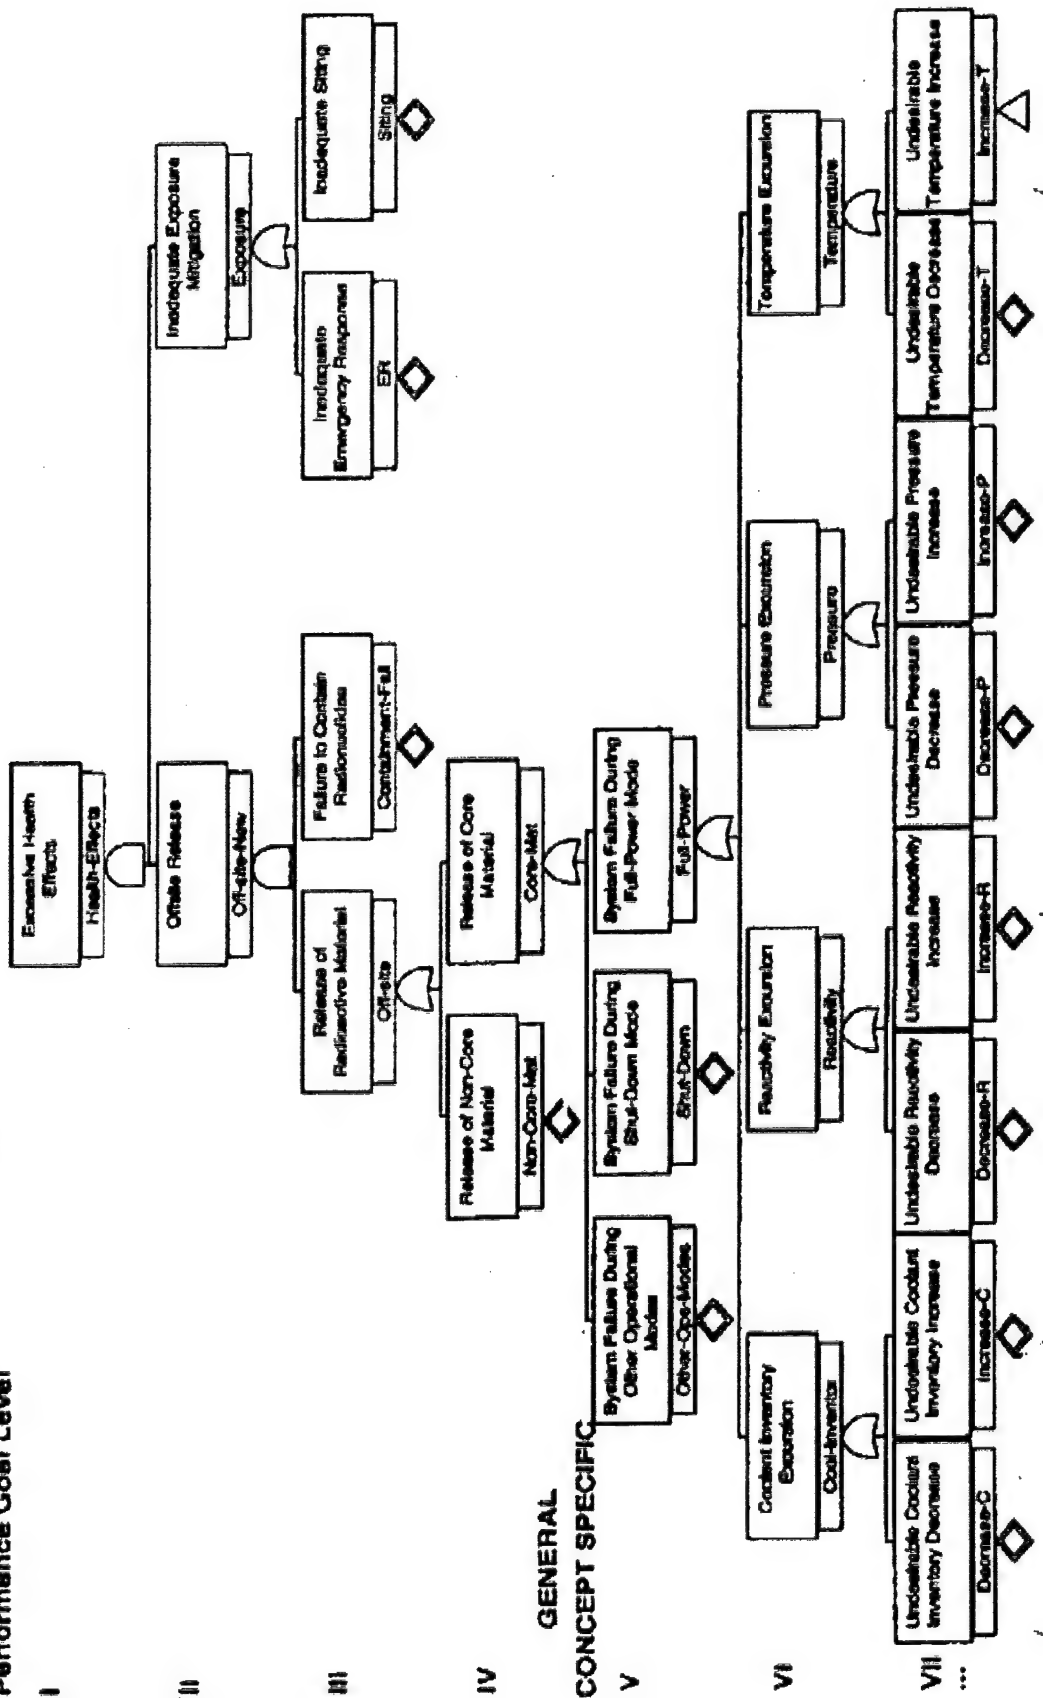 Performance Goal Level
I
Excessive Health
Effects
Health-Effects
II
Offsite Release
Off-site-New
Inadequate Exposure
Mitigation
Exposure
III
Release of
Radioactive Material
Off-site
Failure to Contain
Radionuclides
Containment-Fail
Inadequate
Emergency Response
ER
Inadequate Sitting
Sitting
IV
Release of Non-Core
Material
Non-Core-Mat
Release of Core
Material
Core-Mat
GENERAL
CONCEPT SPECIFIC
V
System Failure During
Other Operational
Modes
Other-Ops-Modes
System Failure During
Shut-Down Mode
Shut-Down
System Failure During
Full-Power Mode
Full-Power
VI
Coolant Inventory
Excursion
Cool-Inventor
Reactivity Excursion
Reactivity
Pressure Excursion
Pressure
Temperature Excursion
Temperature
VII
...
Undesirable Coolant
Inventory Decrease
Decrease-C
Undesirable Coolant
Inventory Increase
Increase-C
Undesirable Reactivity
Decrease
Decrease-R
Undesirable Reactivity
Increase
Increase-R
Undesirable Pressure
Decrease
Decrease-P
Undesirable Pressure
Increase
Increase-P
Undesirable
Temperature Decrease
Decrease-T
Undesirable
Temperature Increase
Increase-T